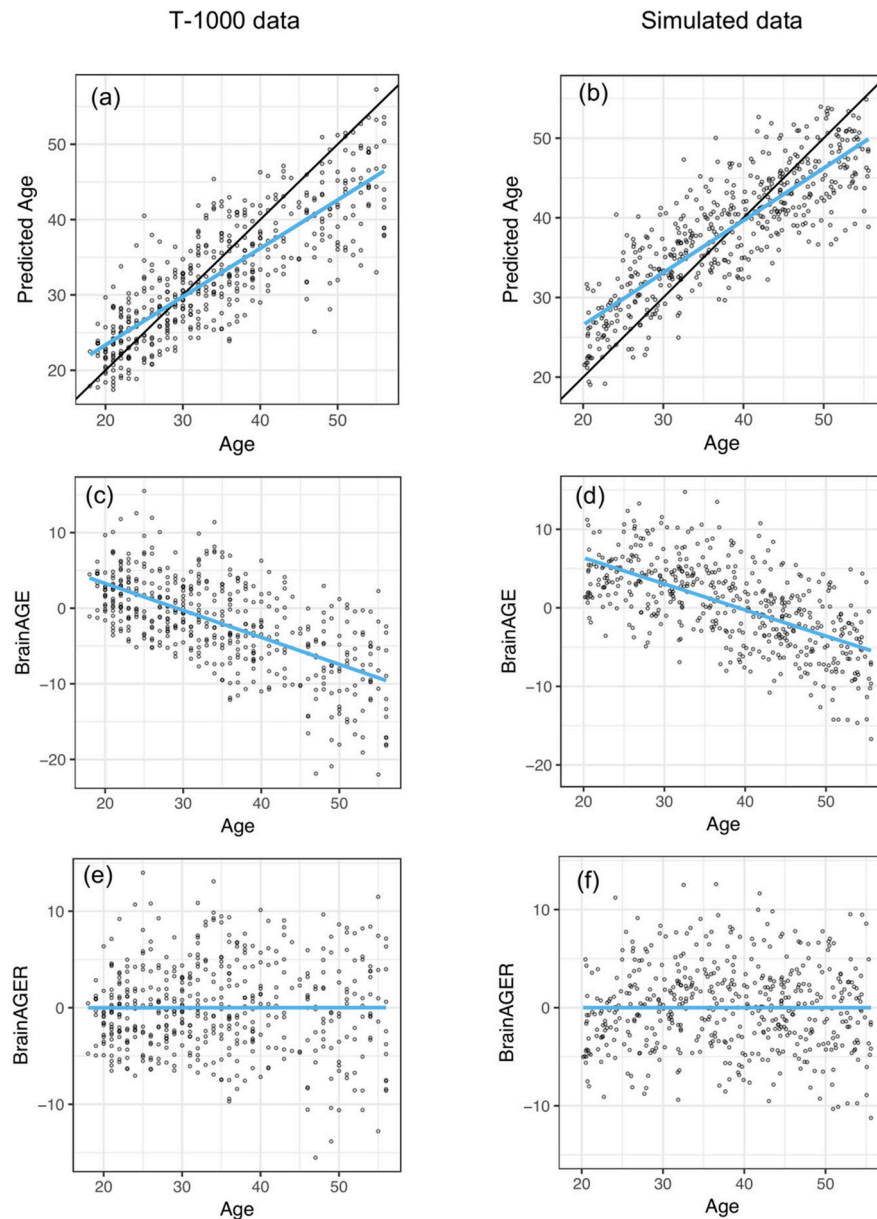 T-1000 data
Simulated data
(a)
50
40
30
20
Predicted Age
20 30 40 50
Age
(b)
50
40
30
20
Predicted Age
20 30 40 50
Age
(c)
10
0
−10
−20
BrainAGE
20 30 40 50
Age
(d)
10
0
−10
−20
BrainAGE
20 30 40 50
Age
(e)
10
0
−10
BrainAGER
20 30 40 50
Age
(f)
10
0
−10
BrainAGER
20 30 40 50
Age